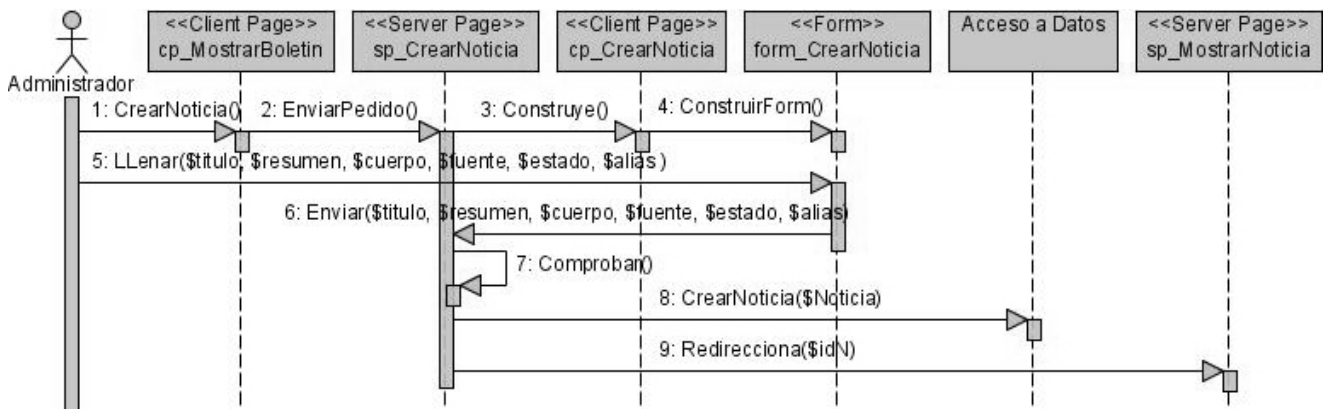 <<Client Page>>
cp_MostrarBoletin
<<Server Page>>
sp_CrearNoticia
<<Client Page>>
cp_CrearNoticia
<<Form>>
form_CrearNoticia
Acceso a Datos
<<Server Page>>
sp_MostrarNoticia
Administrador
1: CrearNoticia()
2: EnviarPedido()
3: Construye()
4: ConstruirForm()
5: LLenar($titulo, $resumen, $cuerpo, $fuente, $estado, $alias )
6: Enviar($titulo, $resumen, $cuerpo, $fuente, $estado, $alias)
7: Comprobar()
8: CrearNoticia($Noticia)
9: Redirecciona($idN)